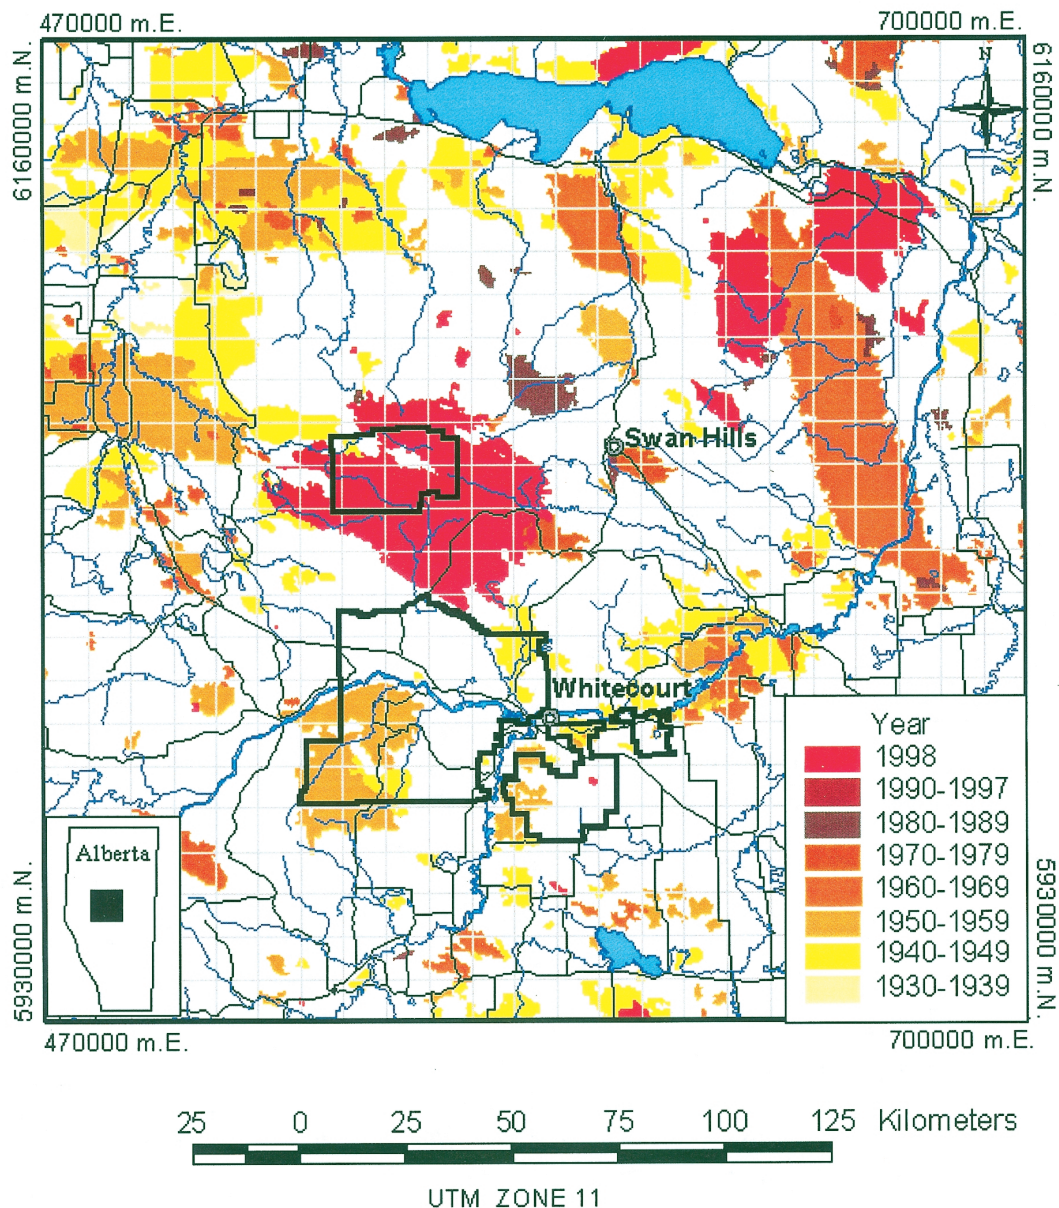 470000 m.E.
700000 m.E.
6160000 m.N.
6160000 m.N.
N
Swan Hills
Whitecourt
Year
1998
1990-1997
1980-1989
1970-1979
1960-1969
1950-1959
1940-1949
1930-1939
Alberta
5930000 m.N.
5930000 m.N.
470000 m.E.
700000 m.E.
25 0 25 50 75 100 125 Kilometers
UTM ZONE 11